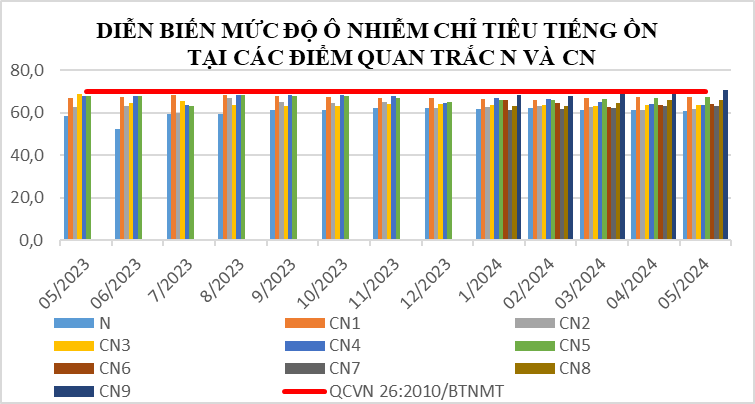 DIỄN BIẾN MỨC ĐỘ Ô NHIỄM CHỈ TIÊU TIẾNG ỒN
TẠI CÁC ĐIỂM QUAN TRẮC N VÀ CN
80,0
60,0
40,0
20,0
0,0
05/2023 06/2023 7/2023 8/2023 9/2023 10/2023 11/2023 12/2023 1/2024 02/2024 03/2024 04/2024 05/2024
N CN1 CN2
CN3 CN4 CN5
CN6 CN7 CN8
CN9 QCVN 26:2010/BTNMT